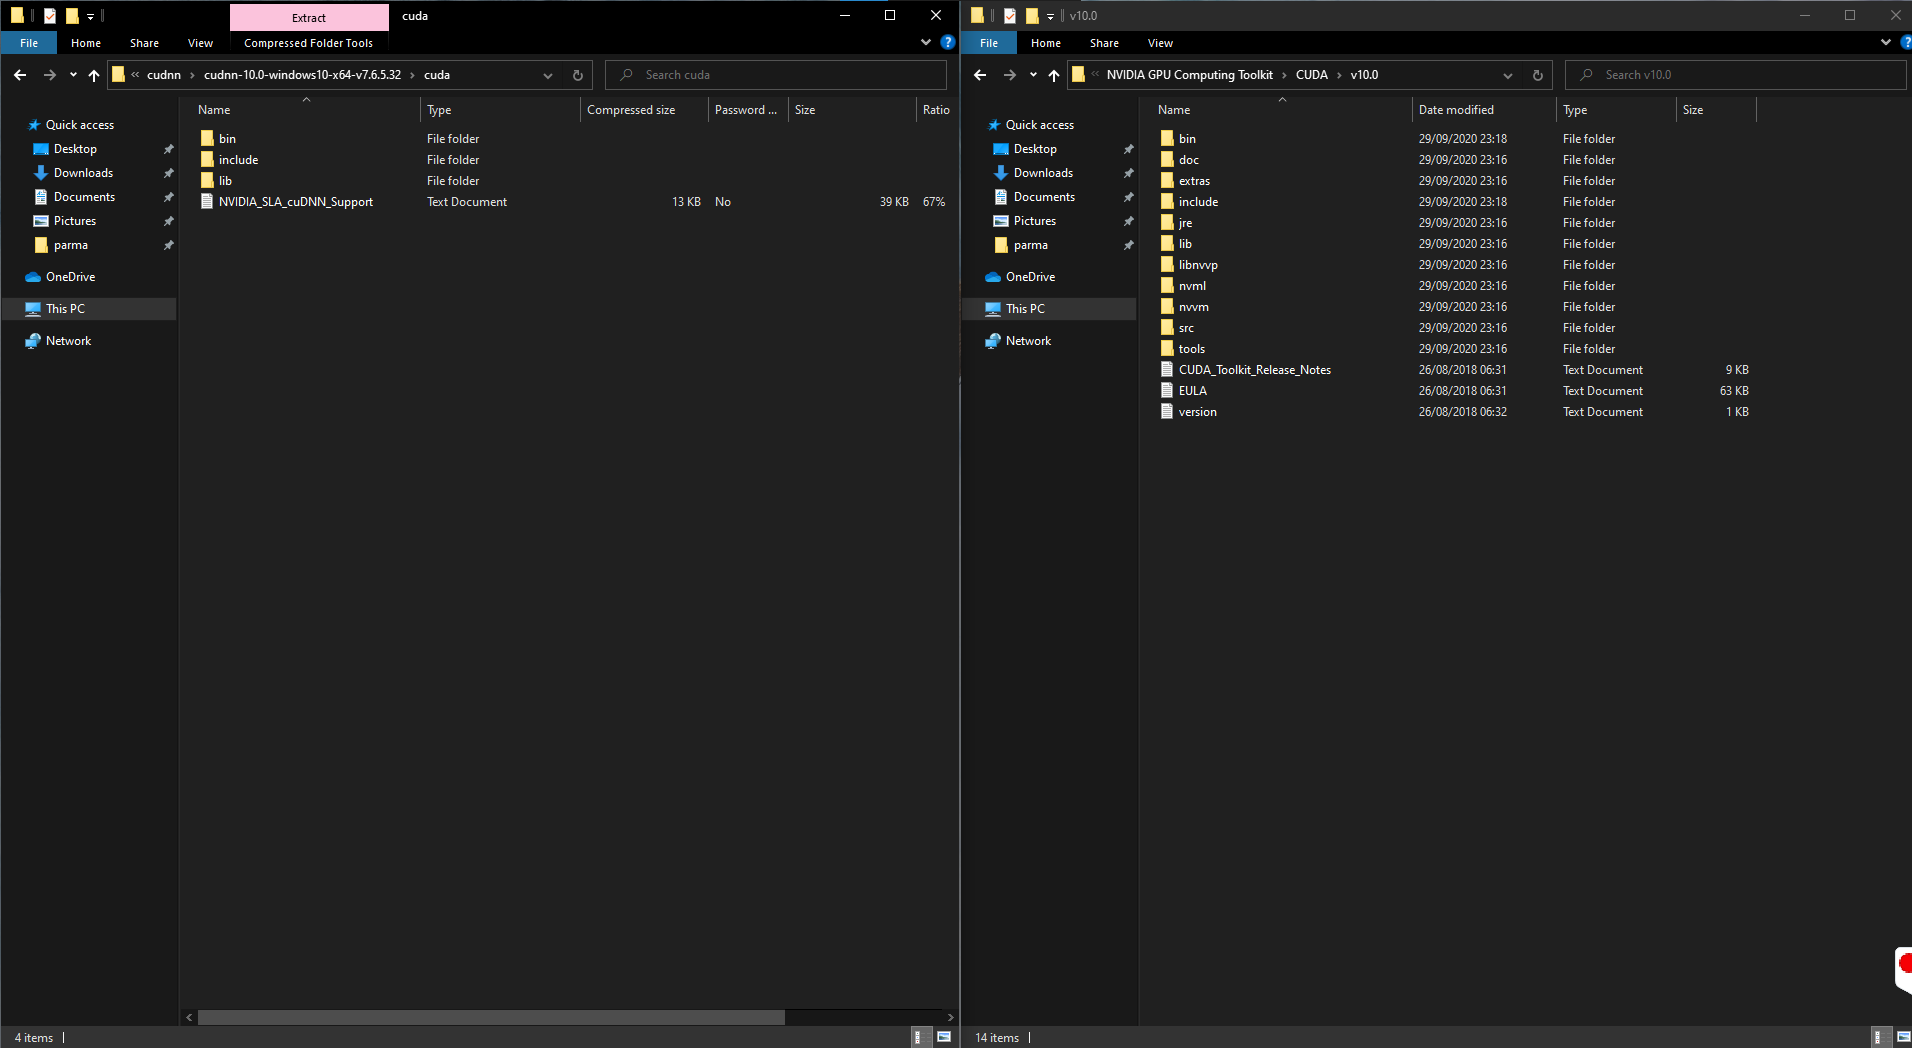 Extract
cuda
File
Home
Share
View
Compressed Folder Tools
cudnn
cudnn-10.0-windows10-x64-v7.6.5.32
cuda
Search cuda
Name
Type
Compressed size
Password ...
Size
Ratio
Quick access
Desktop
Downloads
Documents
Pictures
parma
OneDrive
This PC
Network
bin File folder
include File folder
lib File folder
NVIDIA_SLA_cuDNN_Support Text Document 13 KB No 39 KB 67%
4 items
v10.0
File
Home
Share
View
NVIDIA GPU Computing Toolkit
CUDA
v10.0
Search v10.0
Name
Date modified
Type
Size
Quick access
Desktop
Downloads
Documents
Pictures
parma
OneDrive
This PC
Network
bin 29/09/2020 23:18 File folder
doc 29/09/2020 23:16 File folder
extras 29/09/2020 23:16 File folder
include 29/09/2020 23:18 File folder
jre 29/09/2020 23:16 File folder
lib 29/09/2020 23:16 File folder
libnvvp 29/09/2020 23:16 File folder
nvml 29/09/2020 23:16 File folder
nvvm 29/09/2020 23:16 File folder
src 29/09/2020 23:16 File folder
tools 29/09/2020 23:16 File folder
CUDA_Toolkit_Release_Notes 26/08/2018 06:31 Text Document 9 KB
EULA 26/08/2018 06:31 Text Document 63 KB
version 26/08/2018 06:32 Text Document 1 KB
14 items